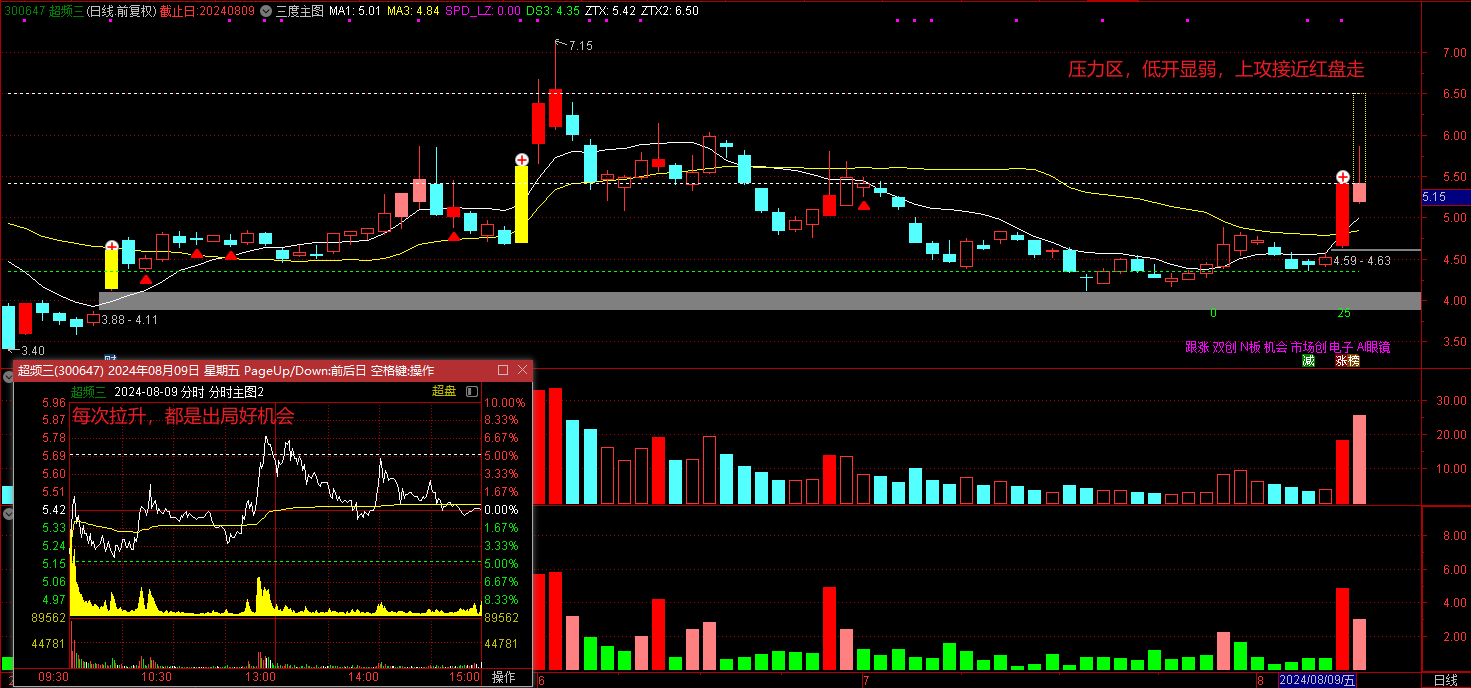 300647 超频三(日线.前复权) 截止日:20240809 三度主图 MA1: 5.01 MA3: 4.84 SPD_LZ: 0.00 DS3: 4.35 ZTX: 5.42 ZTX2: 6.50
7.15
7.00
压力区，低开显弱，上攻接近红盘走
6.50
6.00
5.50
5.15
5.00
4.59 - 4.63
4.50
4.00
3.88 - 4.11
0
25
3.40
3.50
跟涨 双创 N板 机会 市场创 电子 AI眼镜
财
减
涨榜
超频三(300647) 2024年08月09日 星期五 PageUp/Down:前后日 空格键:操作
超频三 2024-08-09 分时 分时主图2 超盘
每次拉升，都是出局好机会
5.96 10.00%
5.87 8.33%
5.78 6.67%
5.69 5.00%
5.60 3.33%
5.51 1.67%
5.42 0.00%
5.33 1.67%
5.24 3.33%
5.15 5.00%
5.06 6.67%
4.97 8.33%
89562 89562
44781 44781
09:30 10:30 13:00 14:00 15:00 操作
30.00
20.00
10.00
8.00
6.00
4.00
2.00
2 6 7 8 2024/08/09/五 日线